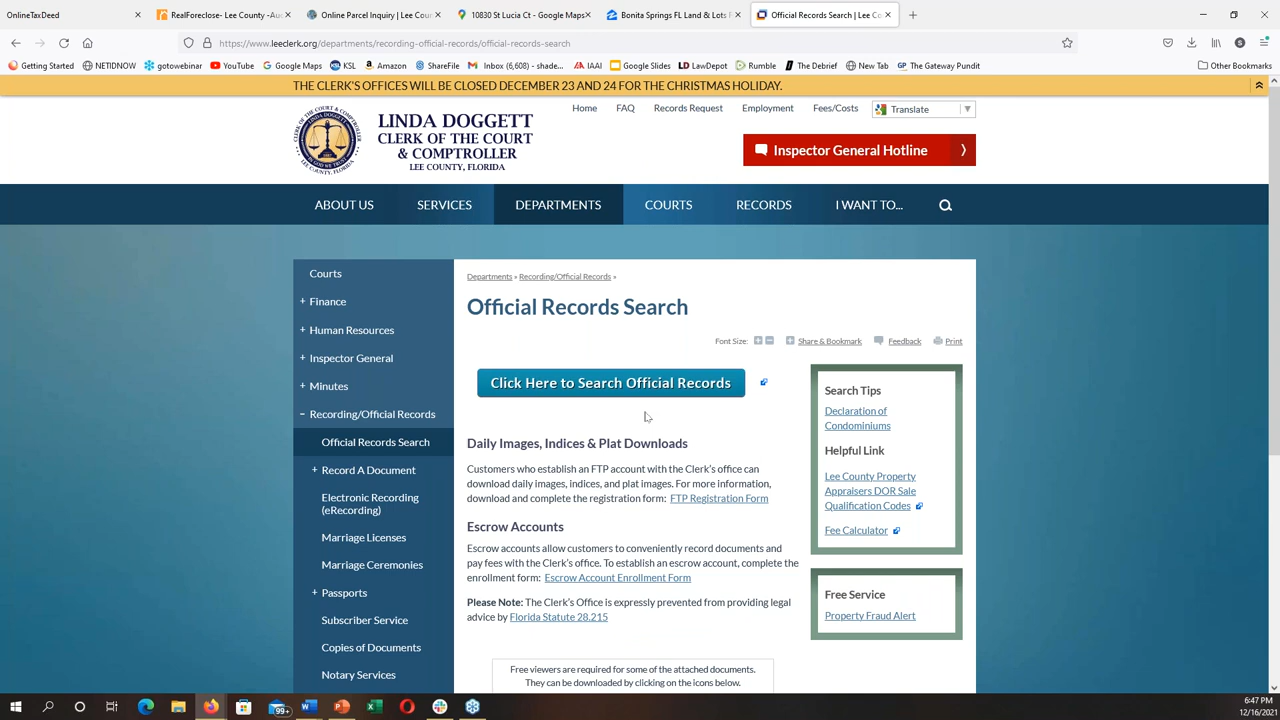 OnlineTaxDeed
RealForeclose- Lee County -Au
Online Parcel Inquiry | Lee Coun
10830 St Lucia Ct - Google Maps
Bonita Springs FL Land & Lots F
Official Records Search | Lee Co
https://www.leeclerk.org/departments/recording-official-records/official-records-search
Getting Started
NETIDNOW
gotowebinar
YouTube
Google Maps
KSL
Amazon
ShareFile
Inbox (6,608) - shade...
IAAI
Google Slides
LD LawDepot
Rumble
The Debrief
New Tab
GP The Gateway Pundit
Other Bookmarks
THE CLERK'S OFFICES WILL BE CLOSED DECEMBER 23 AND 24 FOR THE CHRISTMAS HOLIDAY.
Home FAQ Records Request Employment Fees/Costs Translate
LINDA DOGGETT
CLERK OF THE COURT
& COMPTROLLER
LEE COUNTY, FLORIDA
Inspector General Hotline
ABOUT US SERVICES DEPARTMENTS COURTS RECORDS I WANT TO...
Courts
+ Finance
+ Human Resources
+ Inspector General
+ Minutes
– Recording/Official Records
Official Records Search
+ Record A Document
Electronic Recording
(eRecording)
Marriage Licenses
Marriage Ceremonies
+ Passports
Subscriber Service
Copies of Documents
Notary Services
Departments » Recording/Official Records »
Official Records Search
Font Size: + − Share & Bookmark Feedback Print
Click Here to Search Official Records
Daily Images, Indices & Plat Downloads
Customers who establish an FTP account with the Clerk's office can
download daily images, indices, and plat images. For more information,
download and complete the registration form: FTP Registration Form
Escrow Accounts
Escrow accounts allow customers to conveniently record documents and
pay fees with the Clerk's office. To establish an escrow account, complete the
enrollment form: Escrow Account Enrollment Form
Please Note: The Clerk's Office is expressly prevented from providing legal
advice by Florida Statute 28.215
Free viewers are required for some of the attached documents.
They can be downloaded by clicking on the icons below.
Search Tips
Declaration of
Condominiums
Helpful Link
Lee County Property
Appraisers DOR Sale
Qualification Codes
Fee Calculator
Free Service
Property Fraud Alert
99+
6:47 PM
12/16/2021